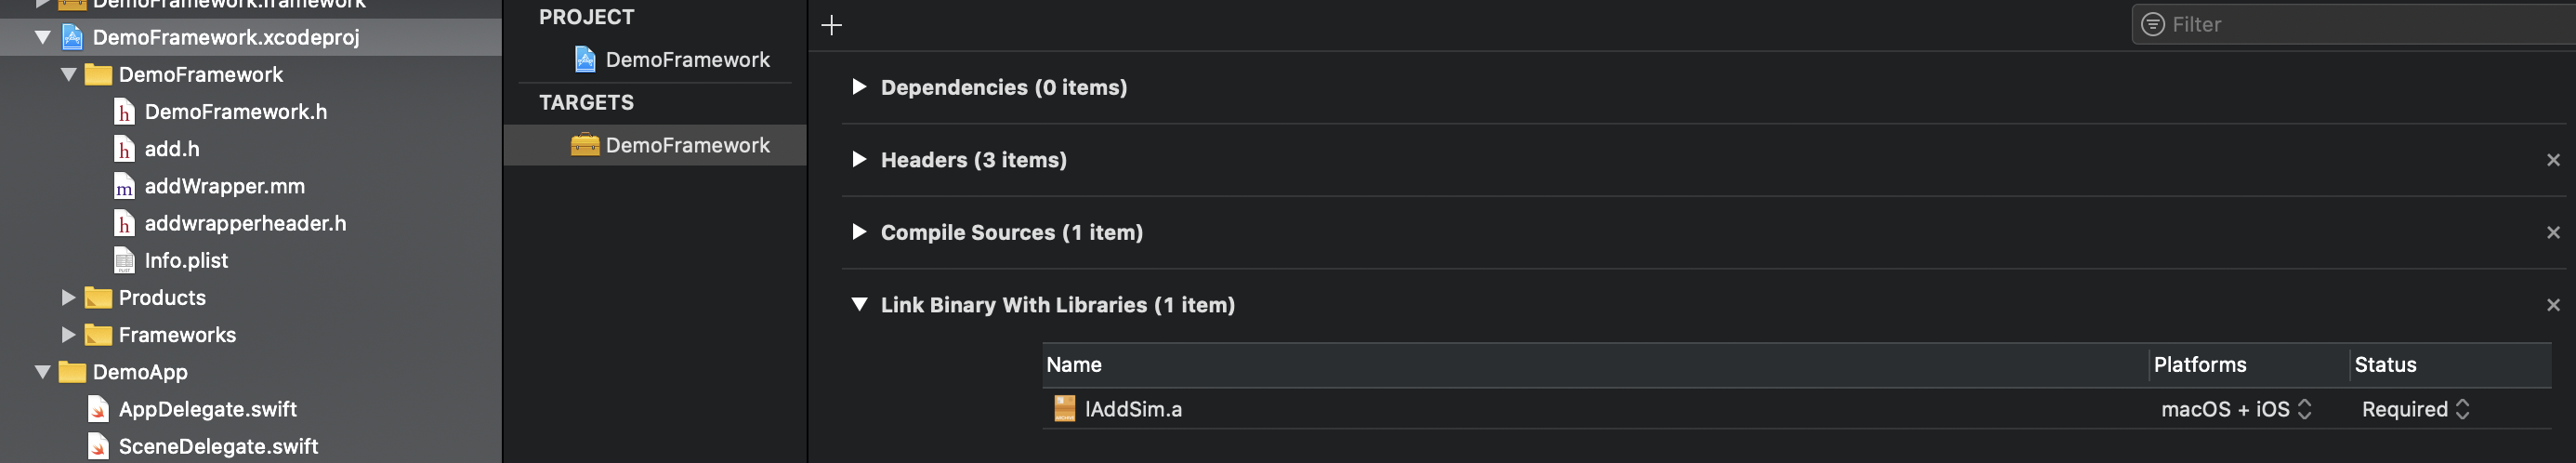 DemoFramework.framework
DemoFramework.xcodeproj
DemoFramework
DemoFramework.h
add.h
addWrapper.mm
addwrapperheader.h
Info.plist
Products
Frameworks
DemoApp
AppDelegate.swift
SceneDelegate.swift
PROJECT
DemoFramework
TARGETS
DemoFramework
Filter
Dependencies (0 items)
Headers (3 items)
Compile Sources (1 item)
Link Binary With Libraries (1 item)
Name Platforms Status
lAddSim.a macOS + iOS Required